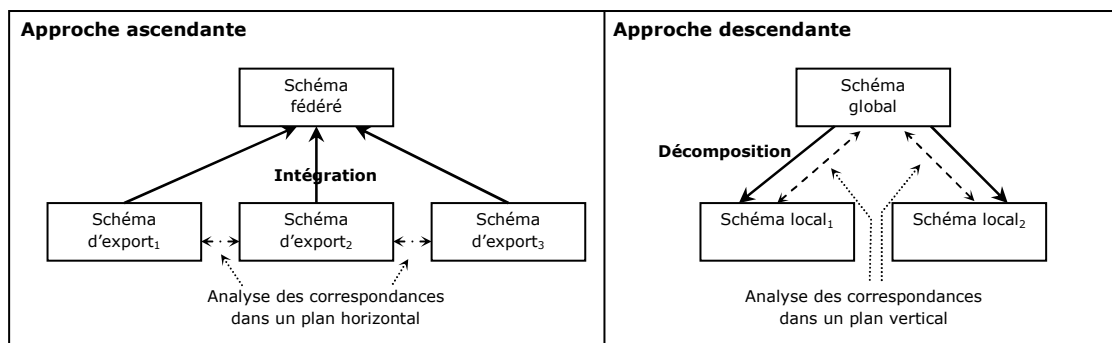 Approche ascendante
Schéma
fédéré
Intégration
Schéma
d'export₁
Schéma
d'export₂
Schéma
d'export₃
Analyse des correspondances
dans un plan horizontal
Approche descendante
Schéma
global
Décomposition
Schéma local₁
Schéma local₂
Analyse des correspondances
dans un plan vertical